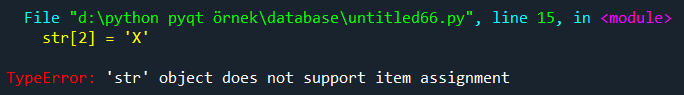 File "d:\python pyqt örnek\database\untitled66.py", line 15, in <module>
str[2] = 'X'
TypeError: 'str' object does not support item assignment